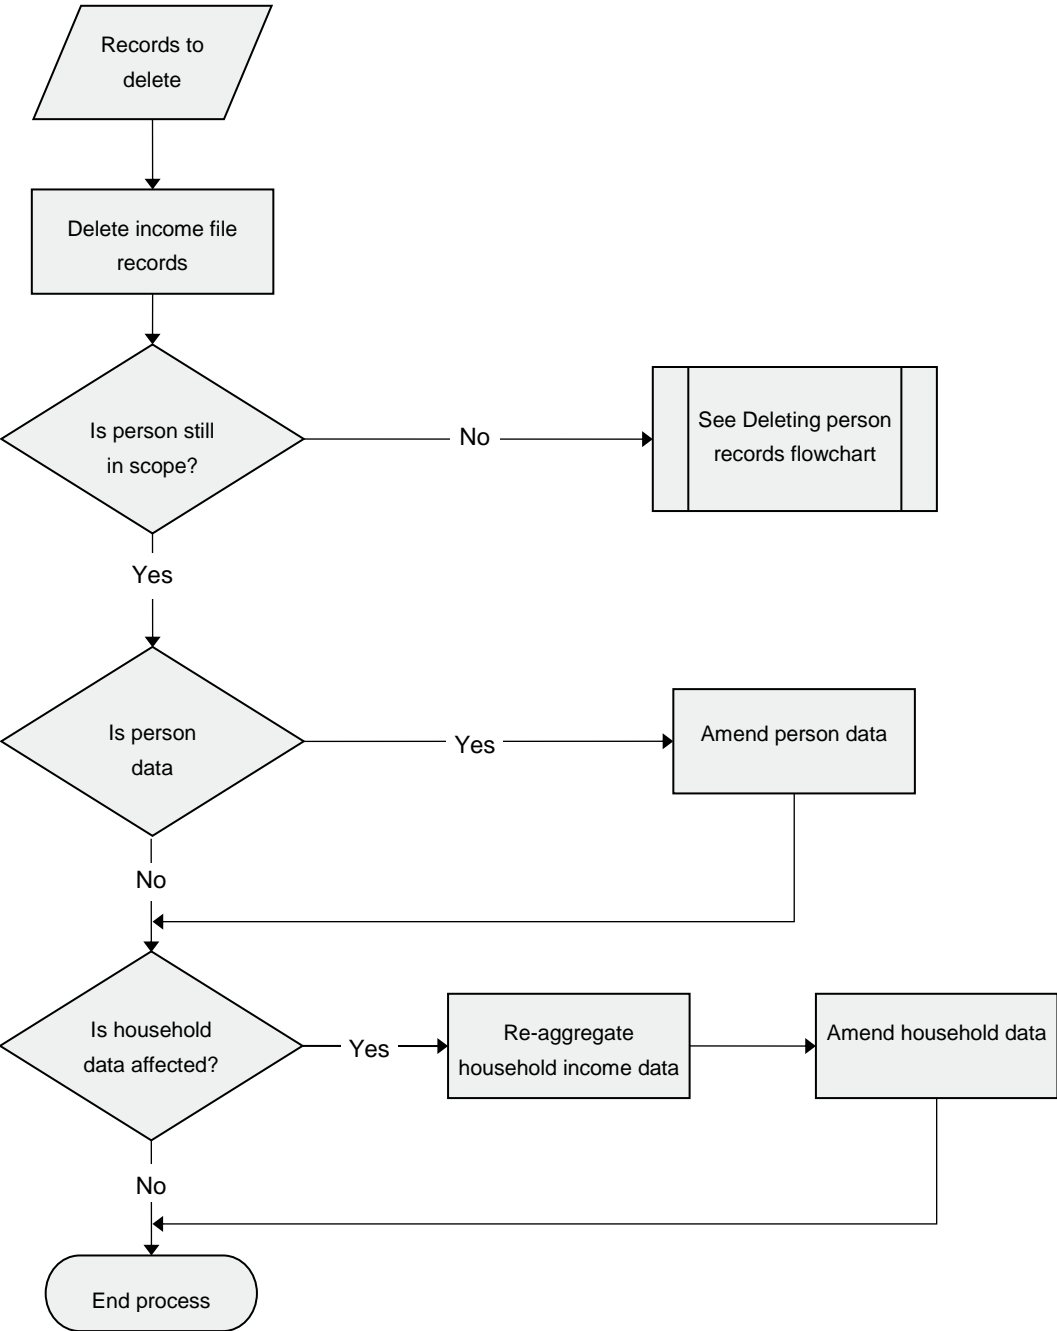 Records to
delete
Delete income file
records
Is person still
in scope?
No
See Deleting person
records flowchart
Yes
Is person
data
Yes
Amend person data
No
Is household
data affected?
Yes
Re-aggregate
household income data
Amend household data
No
End process